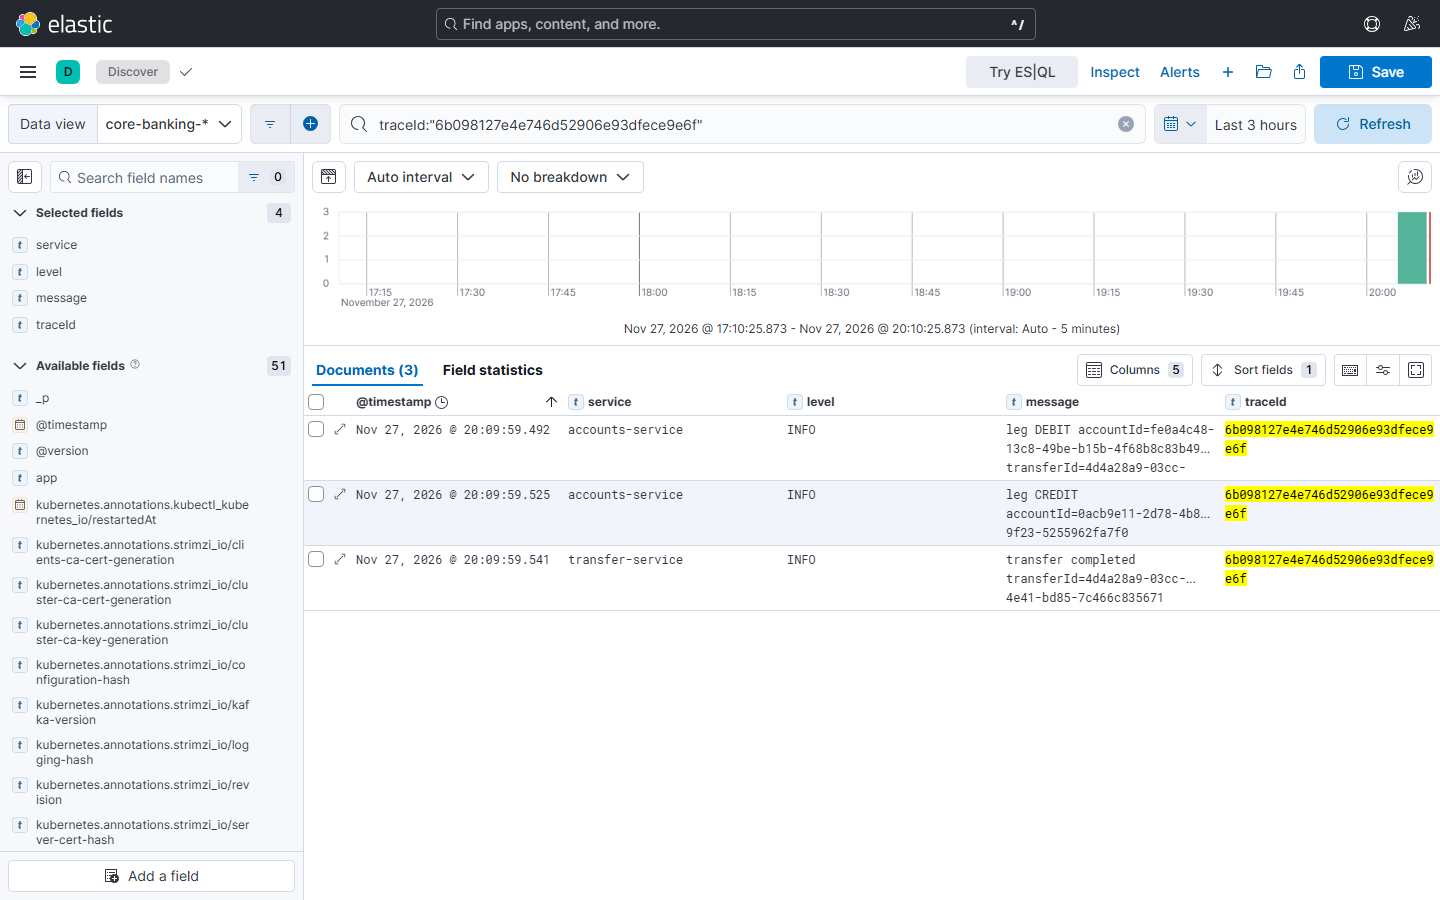 elastic
Find apps, content, and more.
^/
D
Discover
Try ES|QL
Inspect
Alerts
Save
Data view
core-banking-*
traceId:"6b098127e4e746d52906e93dfece9e6f"
Last 3 hours
Refresh
Search field names
0
Auto interval
No breakdown
Selected fields
4
t service
t level
t message
t traceId
Available fields
51
t _p
@timestamp
t @version
t app
kubernetes.annotations.kubectl_kube
rnetes_io/restartedAt
t kubernetes.annotations.strimzi_io/cli
ents-ca-cert-generation
t kubernetes.annotations.strimzi_io/clu
ster-ca-cert-generation
t kubernetes.annotations.strimzi_io/clu
ster-ca-key-generation
t kubernetes.annotations.strimzi_io/co
nfiguration-hash
t kubernetes.annotations.strimzi_io/kaf
ka-version
t kubernetes.annotations.strimzi_io/log
ging-hash
t kubernetes.annotations.strimzi_io/rev
ision
t kubernetes.annotations.strimzi_io/ser
ver-cert-hash
Add a field
3
2
1
0
17:15
17:30
17:45
18:00
18:15
18:30
18:45
19:00
19:15
19:30
19:45
20:00
November 27, 2026
Nov 27, 2026 @ 17:10:25.873 - Nov 27, 2026 @ 20:10:25.873 (interval: Auto - 5 minutes)
Documents (3)
Field statistics
Columns 5
Sort fields 1
@timestamp
t service
t level
t message
t traceId
Nov 27, 2026 @ 20:09:59.492
accounts-service
INFO
leg DEBIT accountId=fe0a4c48-
13c8-49be-b15b-4f68b8c83b49…
transferId=4d4a28a9-03cc-
6b098127e4e746d52906e93dfece9
e6f
Nov 27, 2026 @ 20:09:59.525
accounts-service
INFO
leg CREDIT
accountId=0acb9e11-2d78-4b8…
9f23-5255962fa7f0
6b098127e4e746d52906e93dfece9
e6f
Nov 27, 2026 @ 20:09:59.541
transfer-service
INFO
transfer completed
transferId=4d4a28a9-03cc-…
4e41-bd85-7c466c835671
6b098127e4e746d52906e93dfece9
e6f